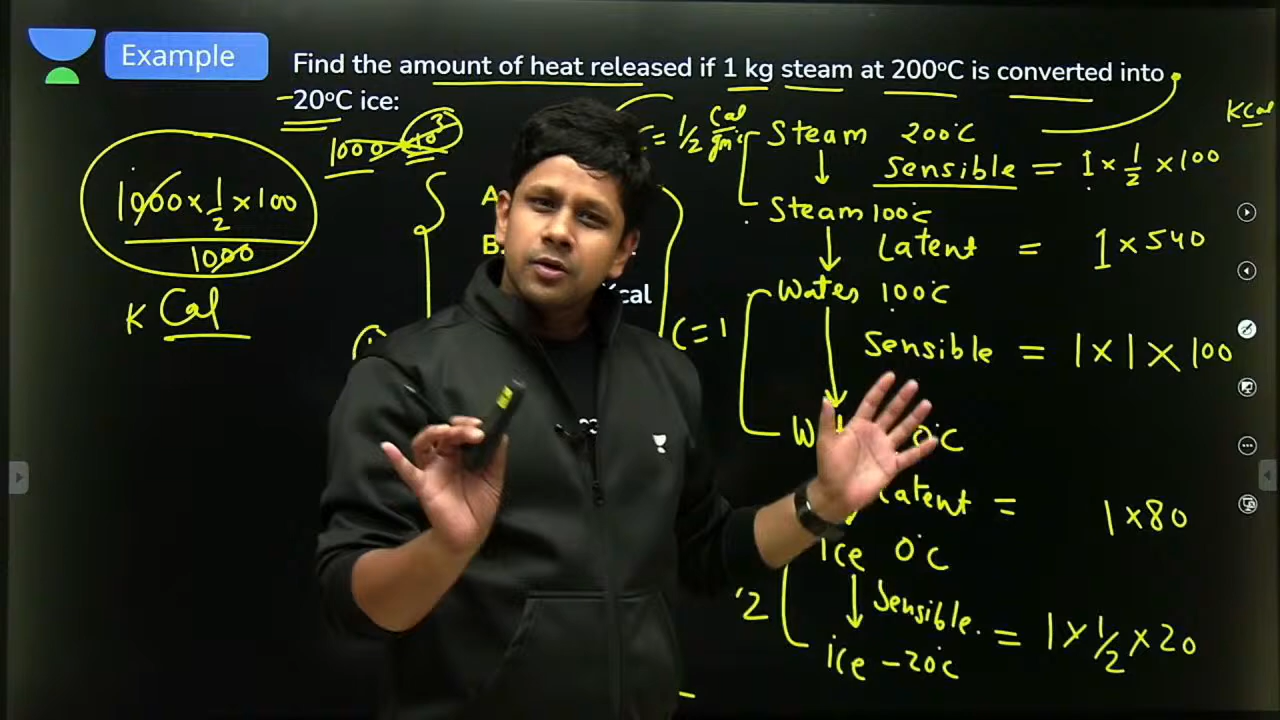 Example
Find the amount of heat released if 1 kg steam at 200°C is converted into
-20°C ice:
KCal
1000 × 10³
C = 1/2 Cal/gm°C
Steam 200°C
Sensible = 1 × 1/2 × 100
1000 × 1/2 × 100
1000
K Cal
A
Steam 100°C
Latent = 1 × 540
B.
Kcal
Water 100°C
C = 1
Sensible = 1 × 1 × 100
0°C
Latent = 1 × 80
ice 0°C
Sensible. = 1 × 1/2 × 20
ice -20°C